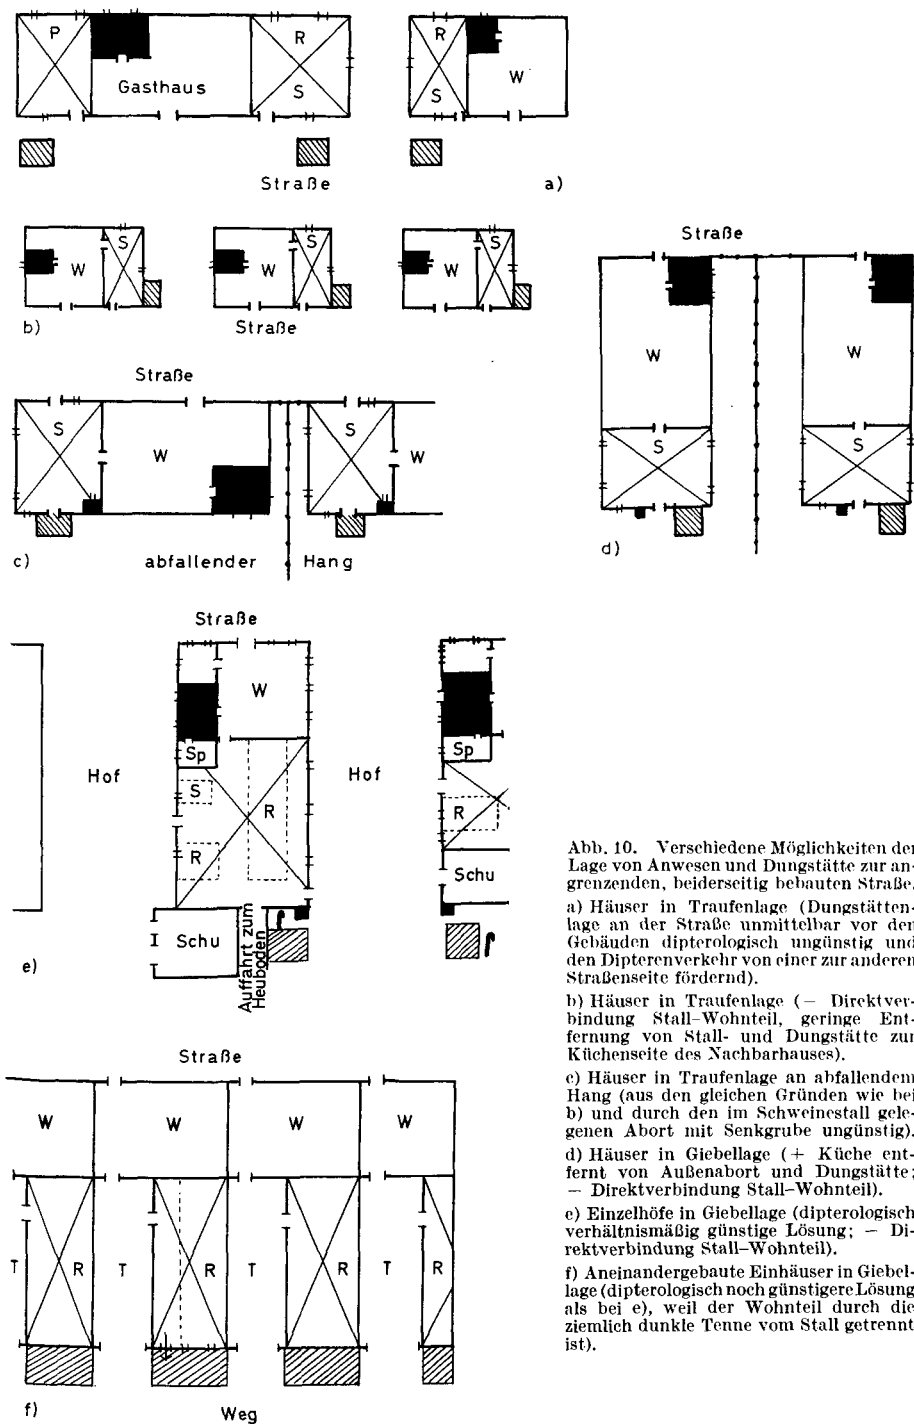 P
R
R
Gasthaus
W
S
S
Straße
a)
S
S
S
W
W
W
b)
Straße
Straße
W
W
S
S
d)
Straße
S
S
W
W
c)
abfallender Hang
Straße
W
Sp
Sp
Hof
Hof
S
R
R
R
Schu
Schu
Auffahrt zum
Heuboden
e)
Straße
W
W
W
W
T
R
T
R
T
R
T
R
f)
Weg
Abb. 10. Verschiedene Möglichkeiten der
Lage von Anwesen und Dungstätte zur an-
grenzenden, beiderseitig bebauten Straße.
a) Häuser in Traufenlage (Dungstätten-
lage an der Straße unmittelbar vor den
Gebäuden dipterologisch ungünstig und
den Dipterenverkehr von einer zur anderen
Straßenseite fördernd).
b) Häuser in Traufenlage (− Direktver-
bindung Stall–Wohnteil, geringe Ent-
fernung von Stall- und Dungstätte zur
Küchenseite des Nachbarhauses).
c) Häuser in Traufenlage an abfallendem
Hang (aus den gleichen Gründen wie bei
b) und durch den im Schweinestall gele-
genen Abort mit Senkgrube ungünstig).
d) Häuser in Giebellage (+ Küche ent-
fernt von Außenabort und Dungstätte;
− Direktverbindung Stall–Wohnteil).
e) Einzelhöfe in Giebellage (dipterologisch
verhältnismäßig günstige Lösung; − Di-
rektverbindung Stall–Wohnteil).
f) Aneinandergebaute Einhäuser in Giebel-
lage (dipterologisch noch günstigere Lösung
als bei e), weil der Wohnteil durch die
ziemlich dunkle Tenne vom Stall getrennt
ist).